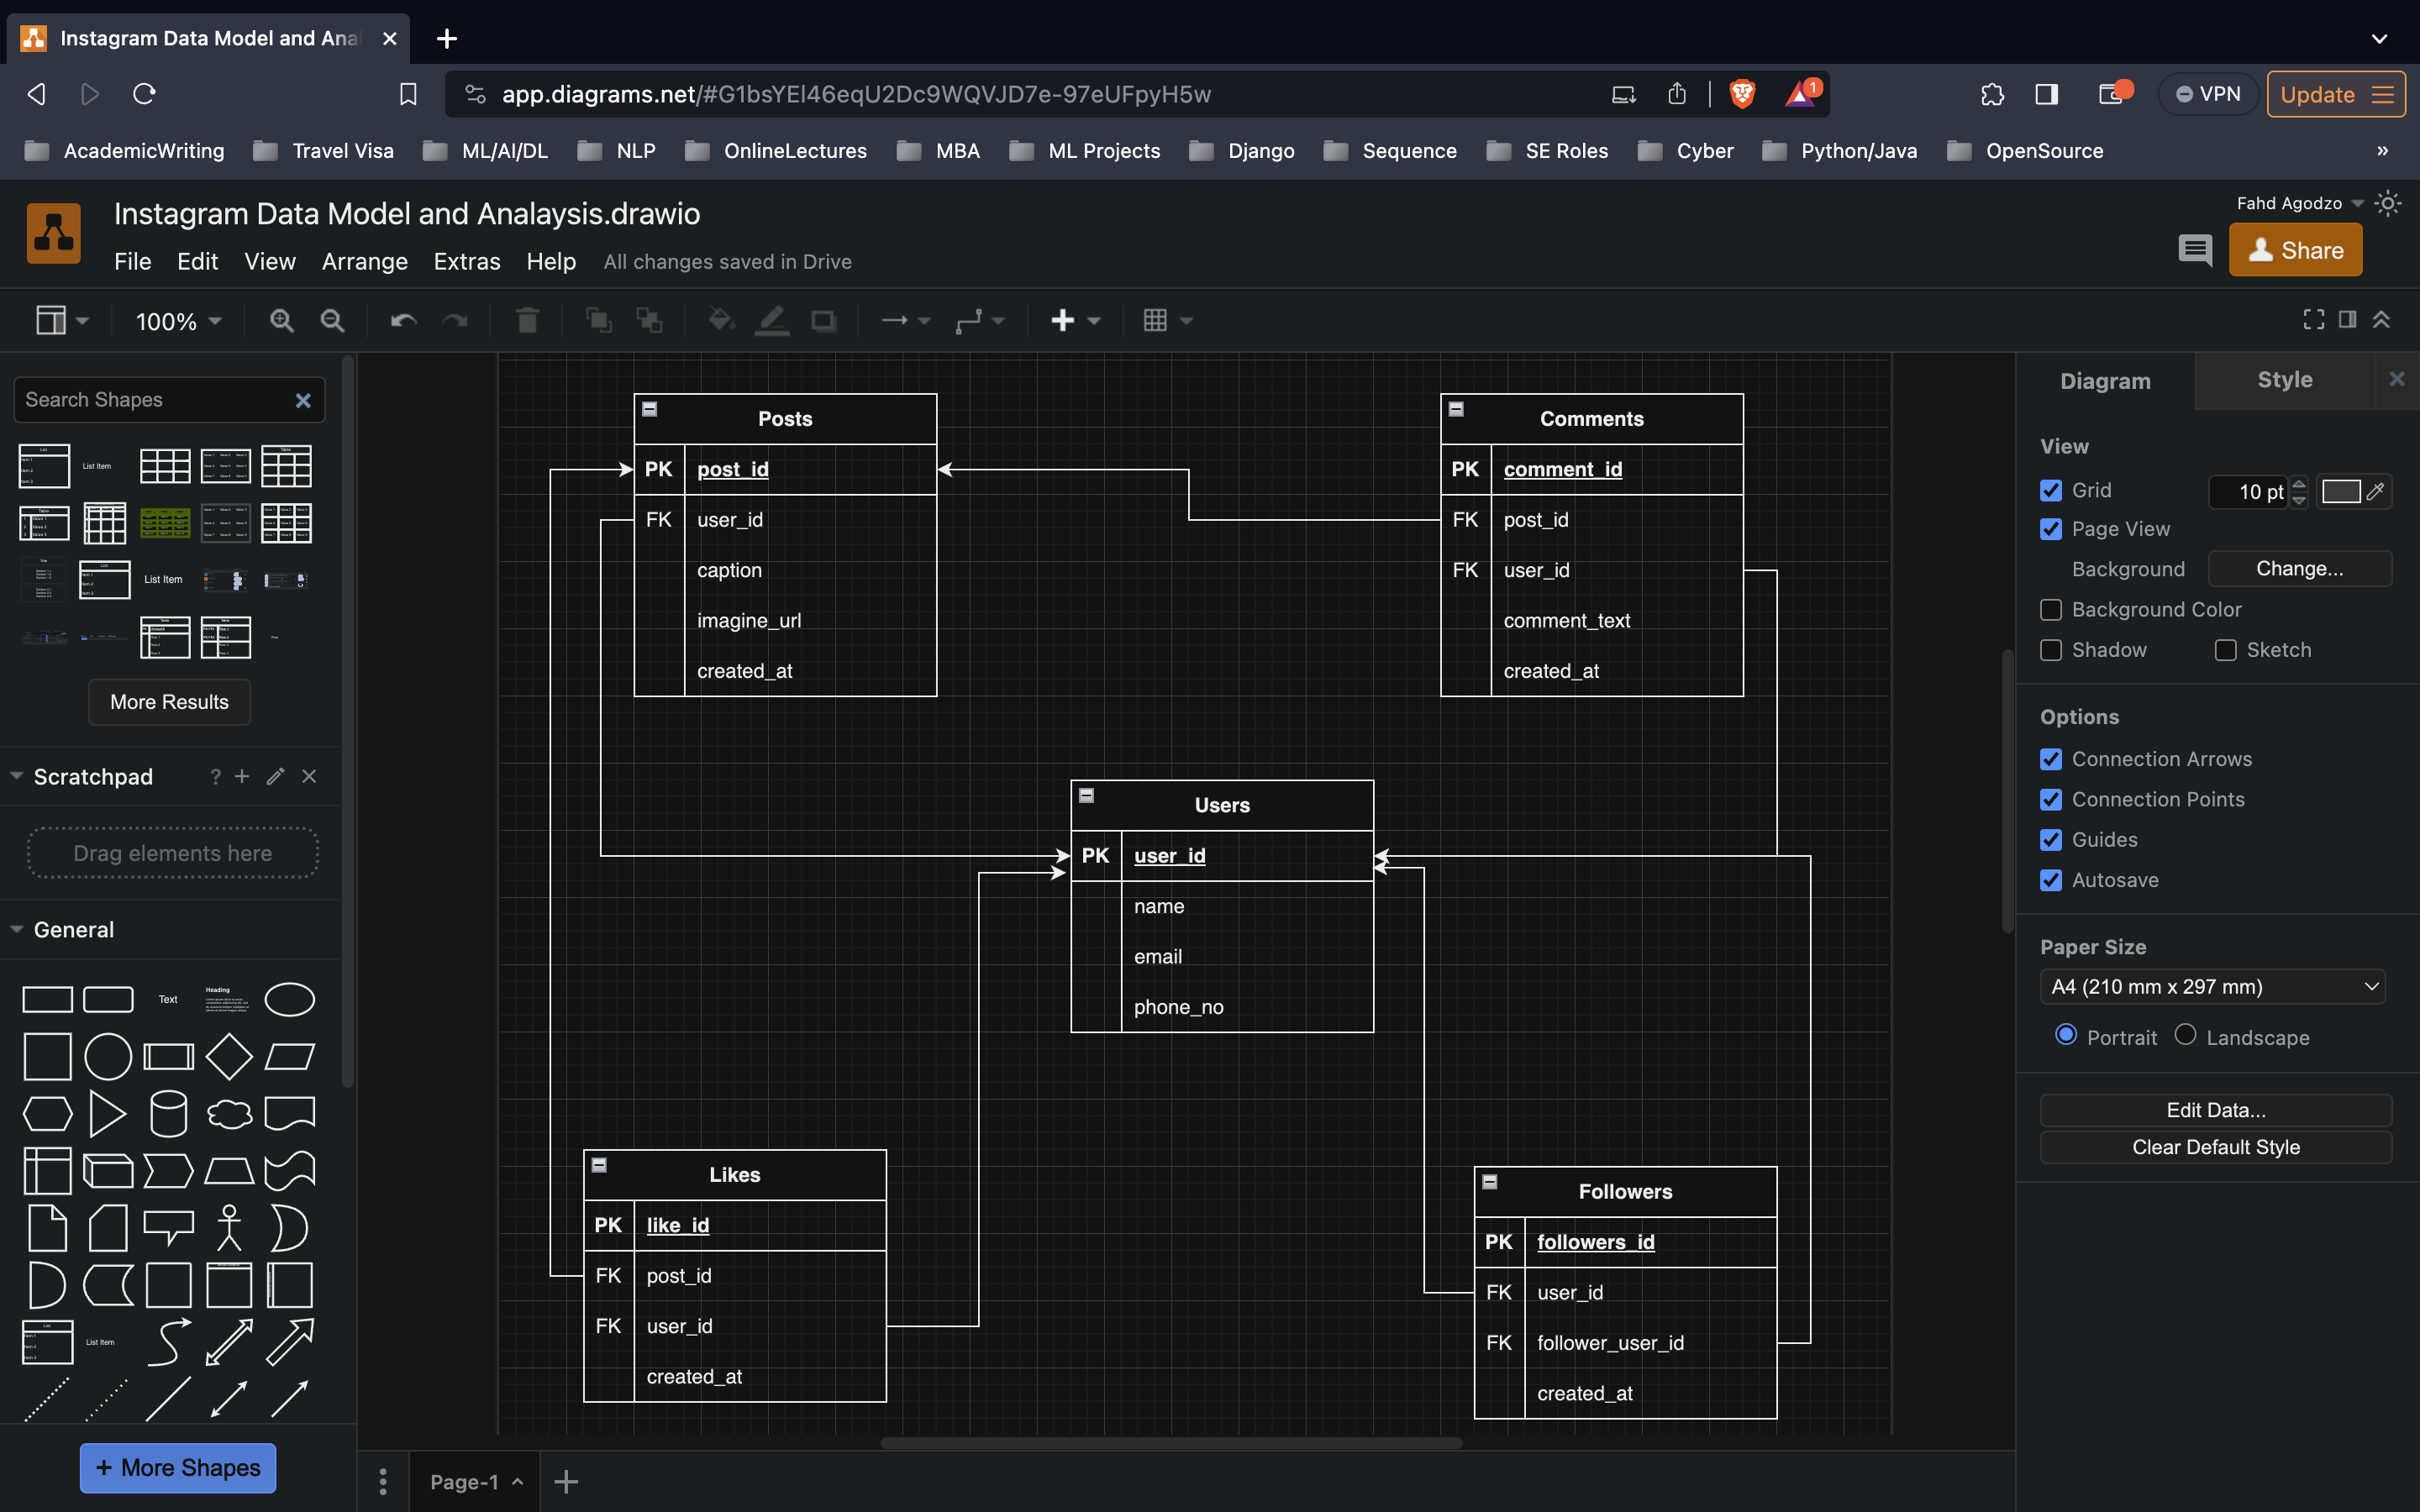 Instagram Data Model and Ana
app.diagrams.net/#G1bsYEl46eqU2Dc9WQVJD7e-97eUFpyH5w
1
VPN
Update
AcademicWriting Travel Visa ML/AI/DL NLP OnlineLectures MBA ML Projects Django Sequence SE Roles Cyber Python/Java OpenSource »
Instagram Data Model and Analaysis.drawio
Fahd Agodzo
File Edit View Arrange Extras Help All changes saved in Drive
Share
100%
Search Shapes
List Item
List Item
More Results
Scratchpad ?
Drag elements here
General
Text
Heading
List Item
+ More Shapes
Posts
PK post_id
FK user_id
caption
imagine_url
created_at
Comments
PK comment_id
FK post_id
FK user_id
comment_text
created_at
Users
PK user_id
name
email
phone_no
Likes
PK like_id
FK post_id
FK user_id
created_at
Followers
PK followers_id
FK user_id
FK follower_user_id
created_at
Page-1
Diagram Style
View
Grid 10 pt
Page View
Background Change...
Background Color
Shadow Sketch
Options
Connection Arrows
Connection Points
Guides
Autosave
Paper Size
A4 (210 mm x 297 mm)
Portrait Landscape
Edit Data...
Clear Default Style